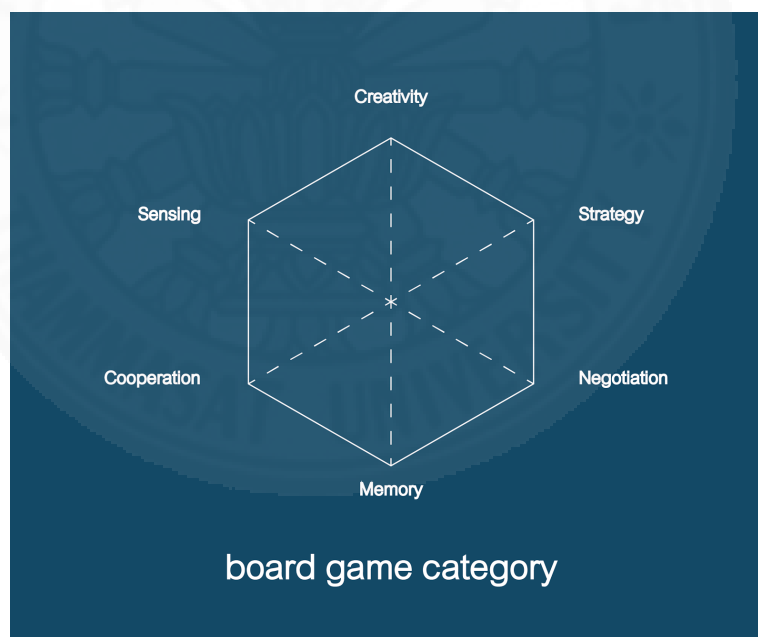 Creativity
Sensing
Strategy
Cooperation
Negotiation
Memory
board game category